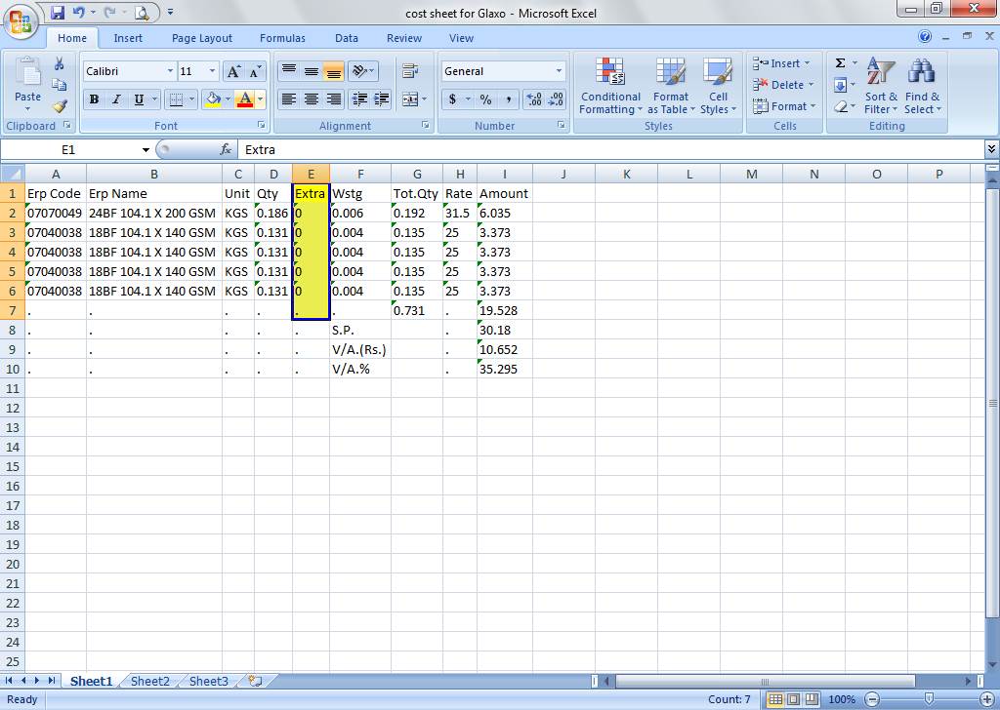 cost sheet for Glaxo - Microsoft Excel
Home Insert Page Layout Formulas Data Review View
Paste Calibri 11 General Conditional Formatting Format as Table Cell Styles Insert Delete Format Sort & Filter Find & Select
B I U $ % ,
Clipboard Font Alignment Number Styles Cells Editing
E1 fx Extra
A B C D E F G H I J K L M N O P
1 Erp Code Erp Name Unit Qty Extra Wstg Tot.Qty Rate Amount
2 07070049 24BF 104.1 X 200 GSM KGS 0.186 0 0.006 0.192 31.5 6.035
3 07040038 18BF 104.1 X 140 GSM KGS 0.131 0 0.004 0.135 25 3.373
4 07040038 18BF 104.1 X 140 GSM KGS 0.131 0 0.004 0.135 25 3.373
5 07040038 18BF 104.1 X 140 GSM KGS 0.131 0 0.004 0.135 25 3.373
6 07040038 18BF 104.1 X 140 GSM KGS 0.131 0 0.004 0.135 25 3.373
7 . . . . . . 0.731 . 19.528
8 . . . . . S.P. . 30.18
9 . . . . . V/A.(Rs.) . 10.652
10 . . . . . V/A.% . 35.295
11
12
13
14
15
16
17
18
19
20
21
22
23
24
25
Sheet1 Sheet2 Sheet3
Ready Count: 7 100%